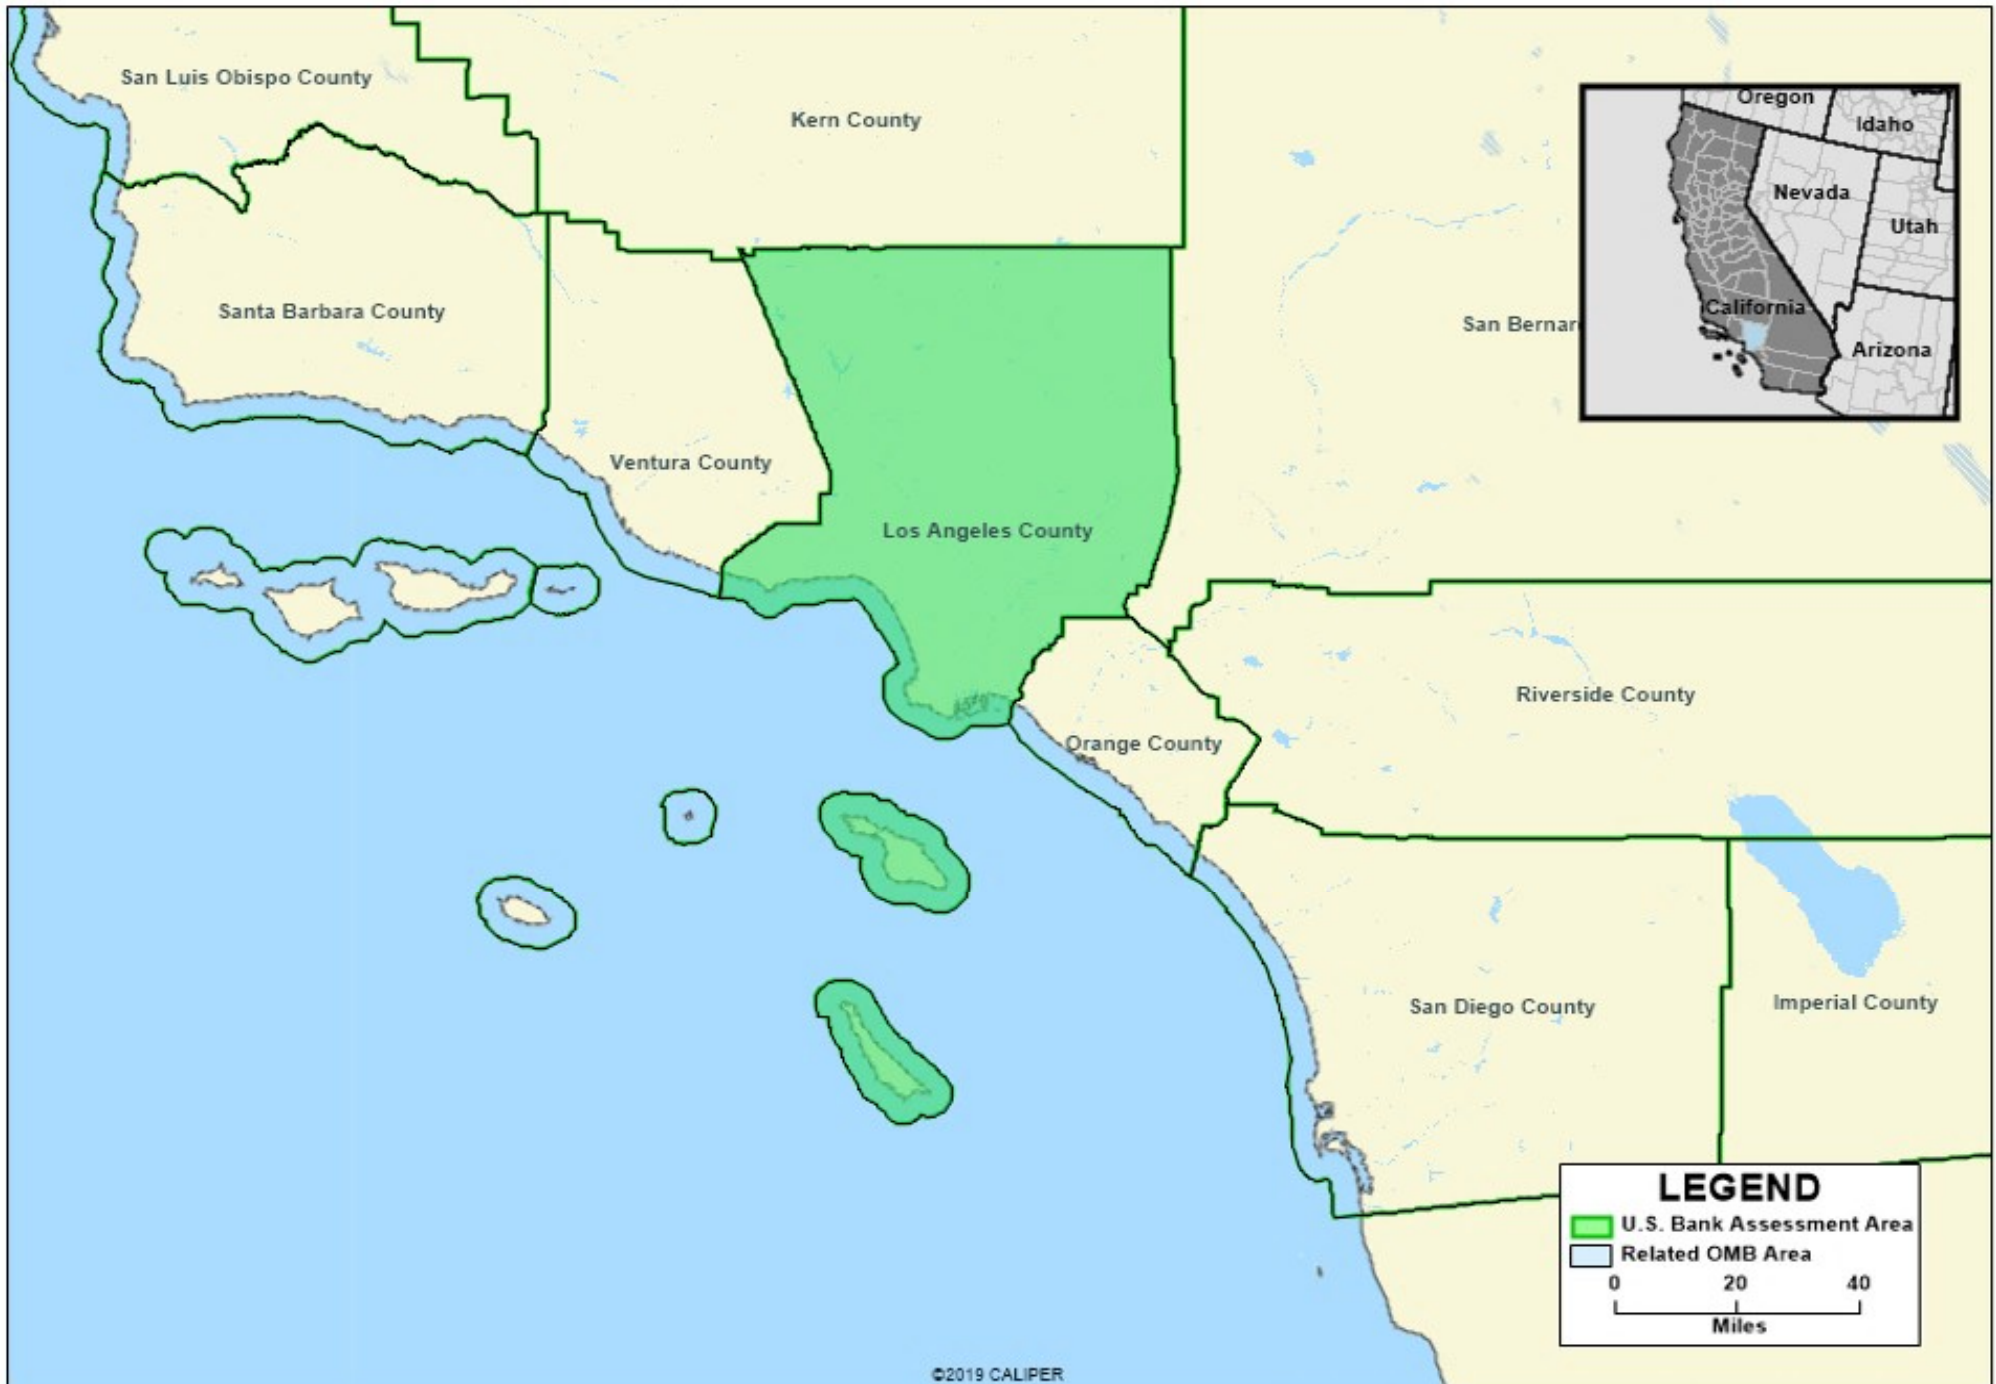 San Luis Obispo County
Kern County
Santa Barbara County
San Bernar
Ventura County
Los Angeles County
Riverside County
Orange County
San Diego County
Imperial County
Oregon
Idaho
Nevada
Utah
California
Arizona
LEGEND
U.S. Bank Assessment Area
Related OMB Area
0 20 40
Miles
©2019 CALIPER